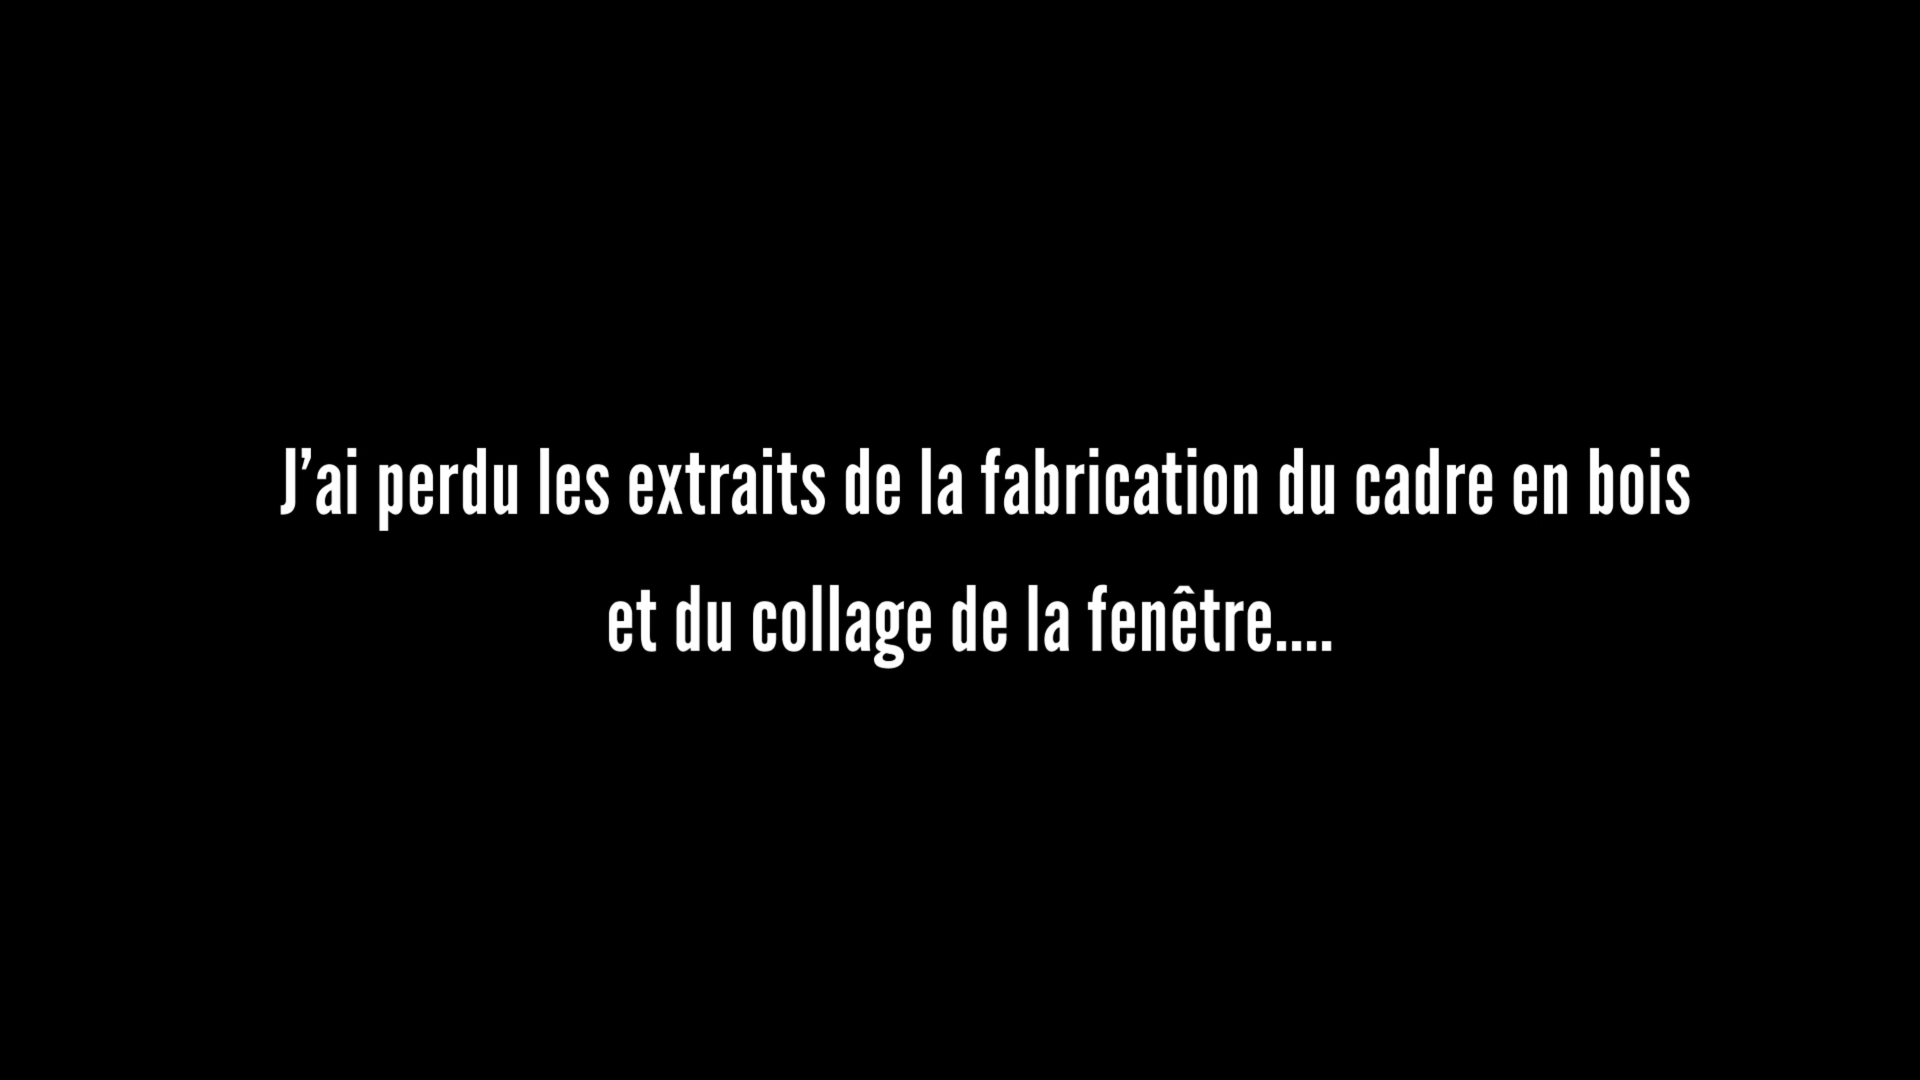 J’ai perdu les extraits de la fabrication du cadre en bois
et du collage de la fenêtre....